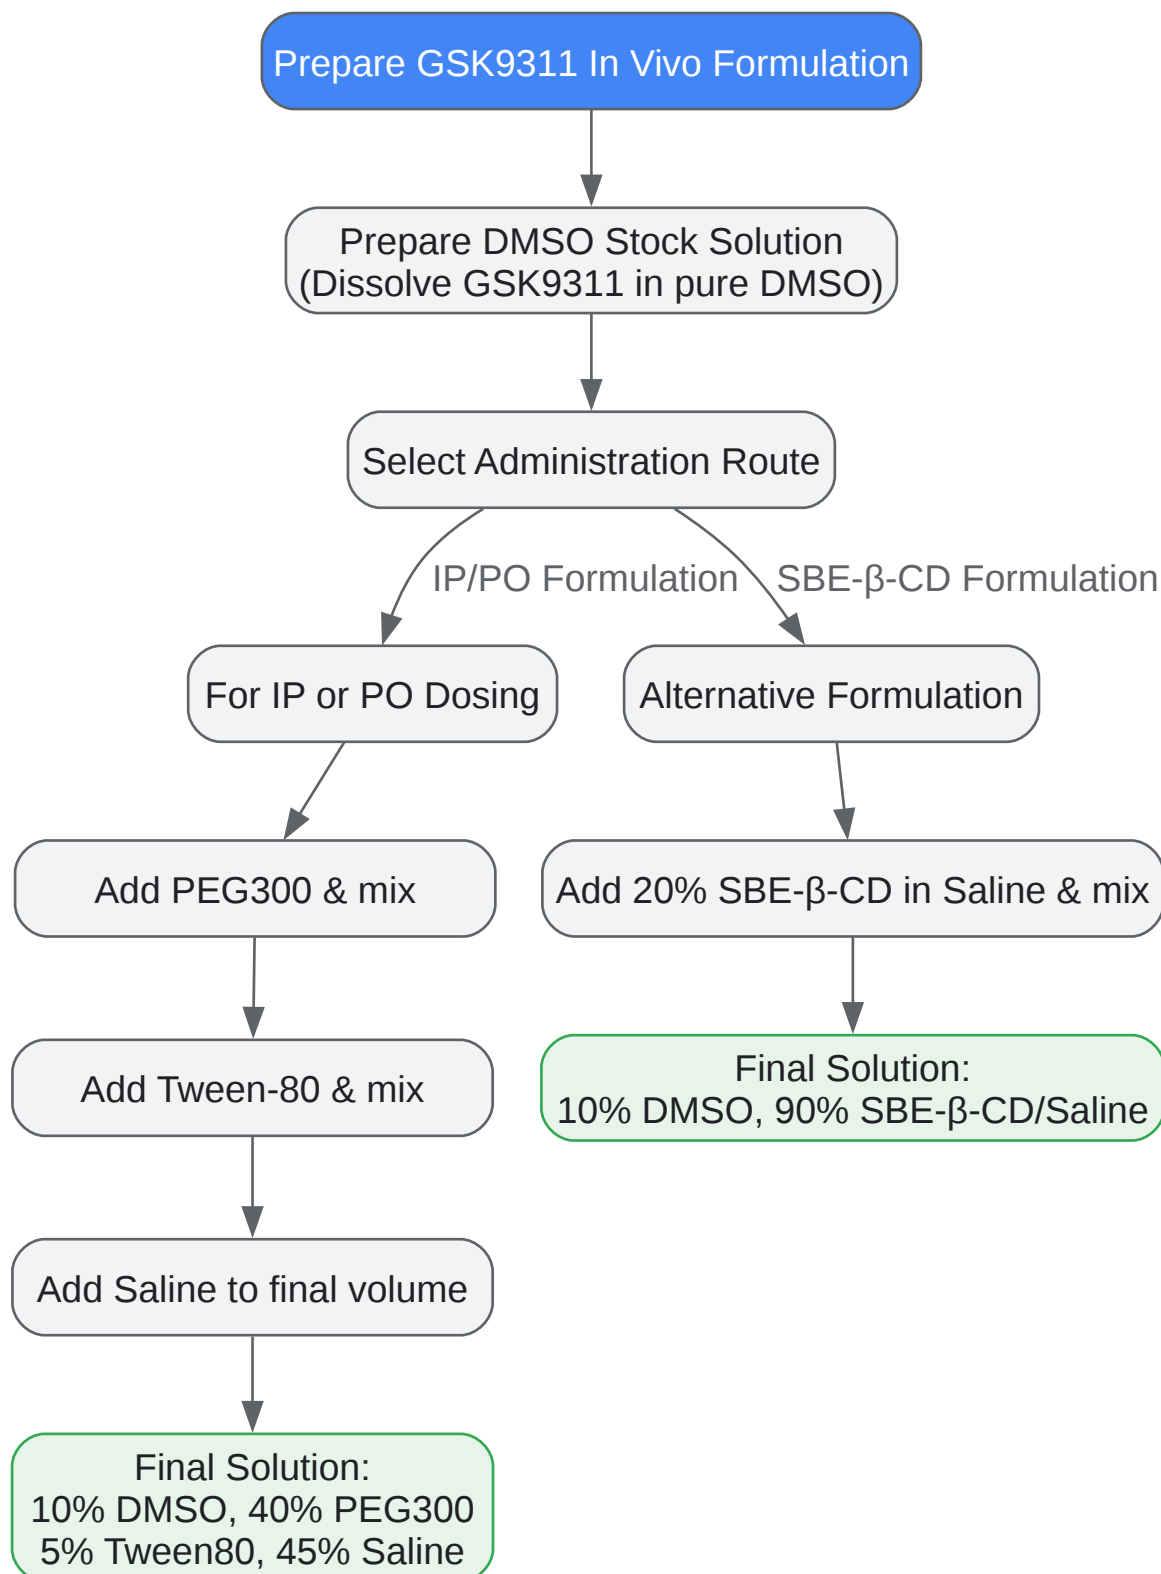 Prepare GSK9311 In Vivo Formulation
Prepare DMSO Stock Solution
(Dissolve GSK9311 in pure DMSO)
Select Administration Route
IP/PO Formulation
SBE-β-CD Formulation
For IP or PO Dosing
Alternative Formulation
Add PEG300 & mix
Add 20% SBE-β-CD in Saline & mix
Add Tween-80 & mix
Final Solution:
10% DMSO, 90% SBE-β-CD/Saline
Add Saline to final volume
Final Solution:
10% DMSO, 40% PEG300
5% Tween80, 45% Saline